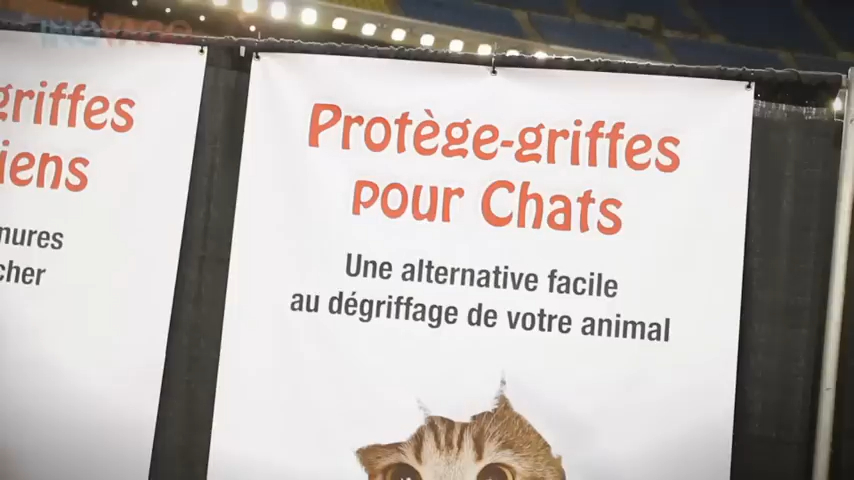 griffes
iens
nures
cher
Protège-griffes
pour Chats
Une alternative facile
au dégriffage de votre animal